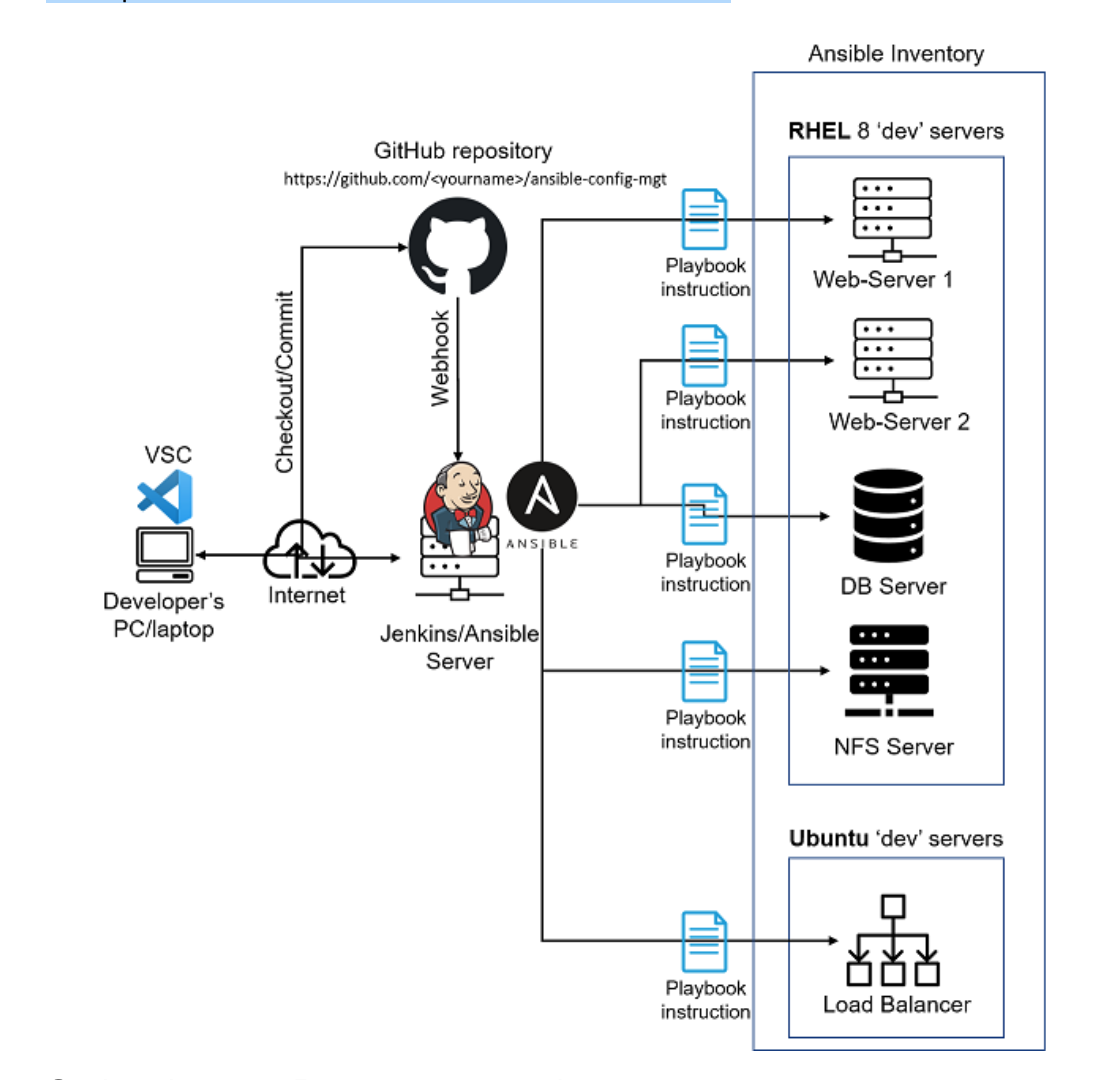 Ansible Inventory
RHEL 8 ‘dev’ servers
GitHub repository
https://github.com/<yourname>/ansible-config-mgt
Playbook
instruction
Web-Server 1
Checkout/Commit
Webhook
Playbook
instruction
Web-Server 2
VSC
ANSIBLE
Playbook
instruction
DB Server
Developer’s
PC/laptop
Internet
Jenkins/Ansible
Server
Playbook
instruction
NFS Server
Ubuntu ‘dev’ servers
Playbook
instruction
Load Balancer